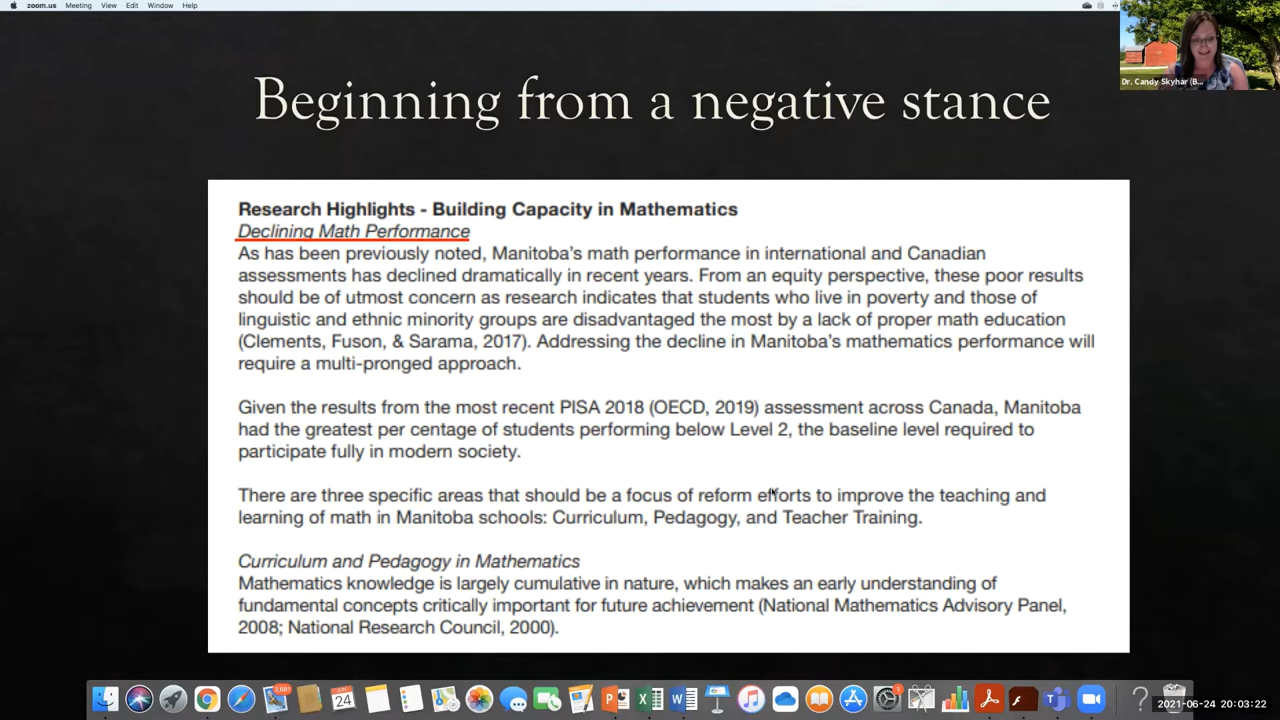 zoom.us Meeting View Edit Window Help
Dr. Candy Skyhar (B...
Beginning from a negative stance
Research Highlights - Building Capacity in Mathematics
Declining Math Performance
As has been previously noted, Manitoba's math performance in international and Canadian
assessments has declined dramatically in recent years. From an equity perspective, these poor results
should be of utmost concern as research indicates that students who live in poverty and those of
linguistic and ethnic minority groups are disadvantaged the most by a lack of proper math education
(Clements, Fuson, & Sarama, 2017). Addressing the decline in Manitoba's mathematics performance will
require a multi-pronged approach.
Given the results from the most recent PISA 2018 (OECD, 2019) assessment across Canada, Manitoba
had the greatest per centage of students performing below Level 2, the baseline level required to
participate fully in modern society.
There are three specific areas that should be a focus of reform efforts to improve the teaching and
learning of math in Manitoba schools: Curriculum, Pedagogy, and Teacher Training.
Curriculum and Pedagogy in Mathematics
Mathematics knowledge is largely cumulative in nature, which makes an early understanding of
fundamental concepts critically important for future achievement (National Mathematics Advisory Panel,
2008; National Research Council, 2000).
24
2021-06-24 20:03:22